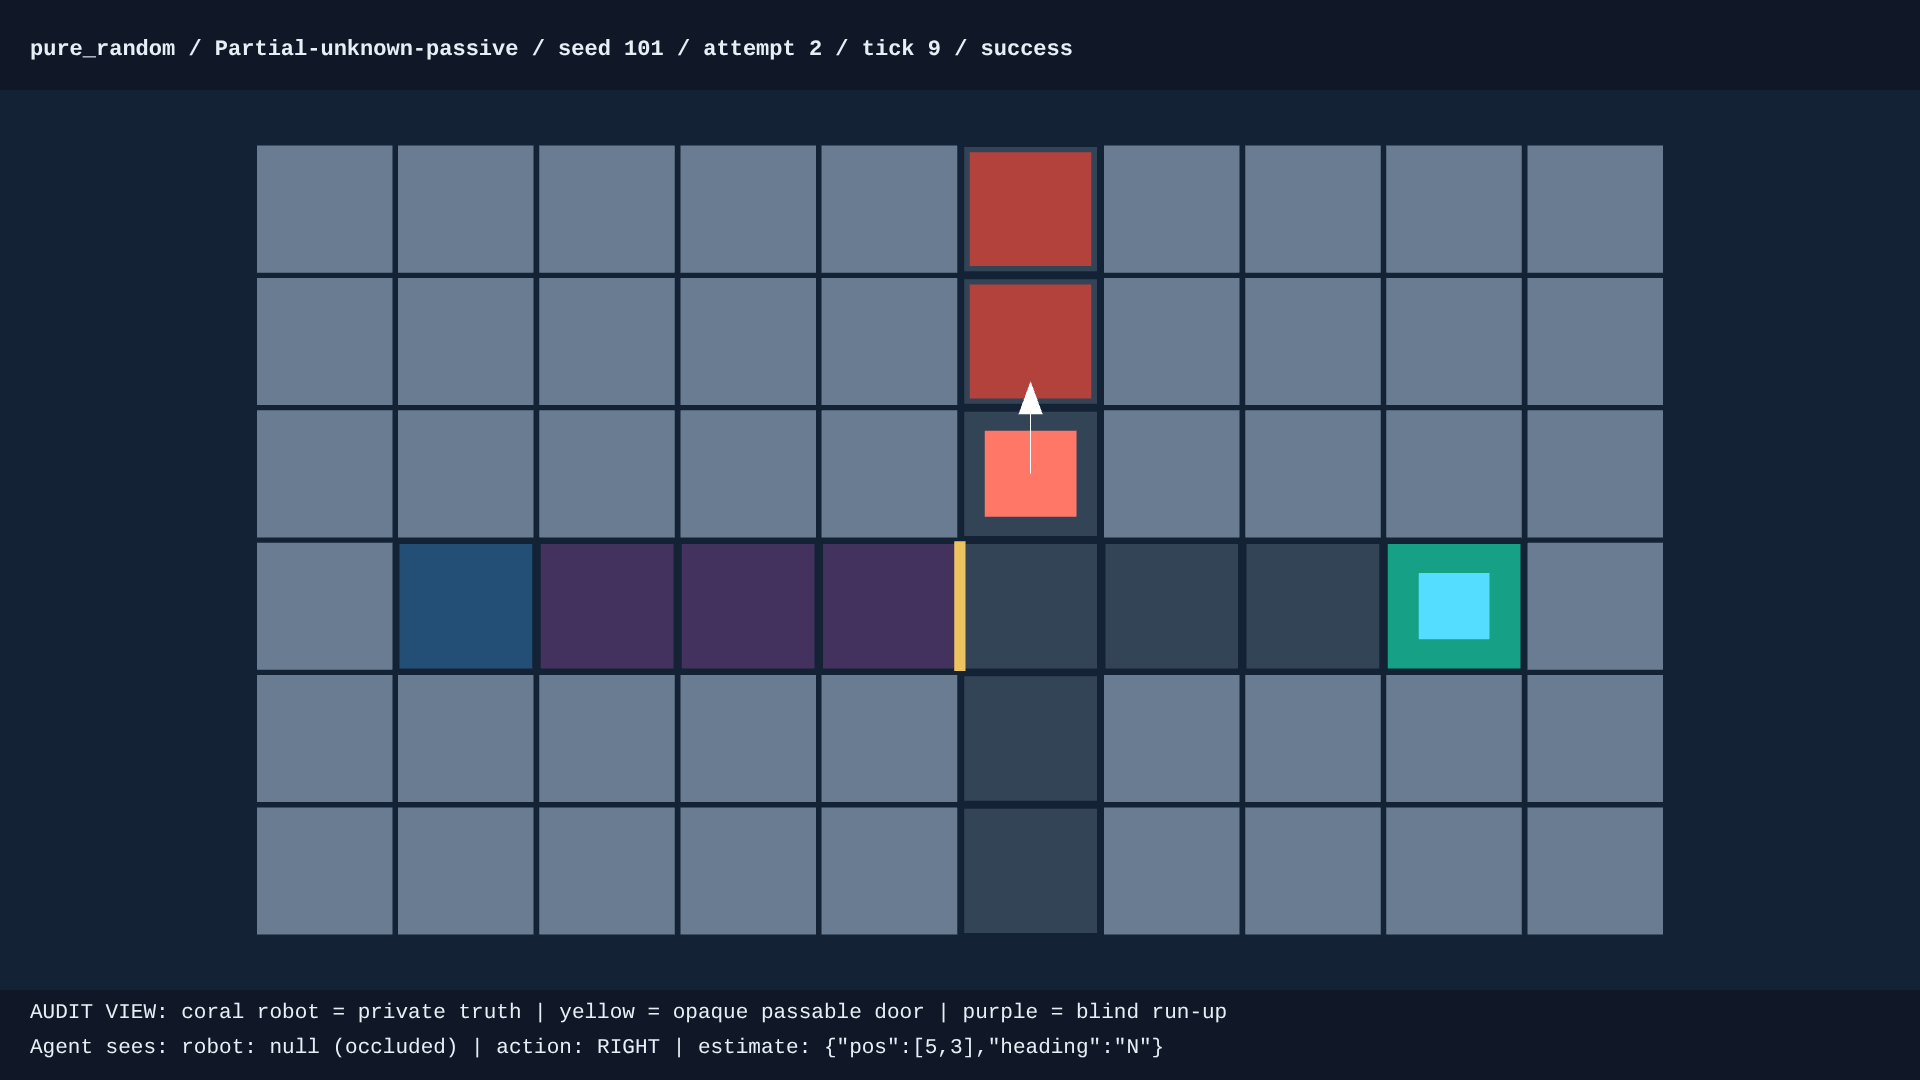 pure_random / Partial-unknown-passive / seed 101 / attempt 2 / tick 9 / success
AUDIT VIEW: coral robot = private truth | yellow = opaque passable door | purple = blind run-up
Agent sees: robot: null (occluded) | action: RIGHT | estimate: {"pos":[5,3],"heading":"N"}